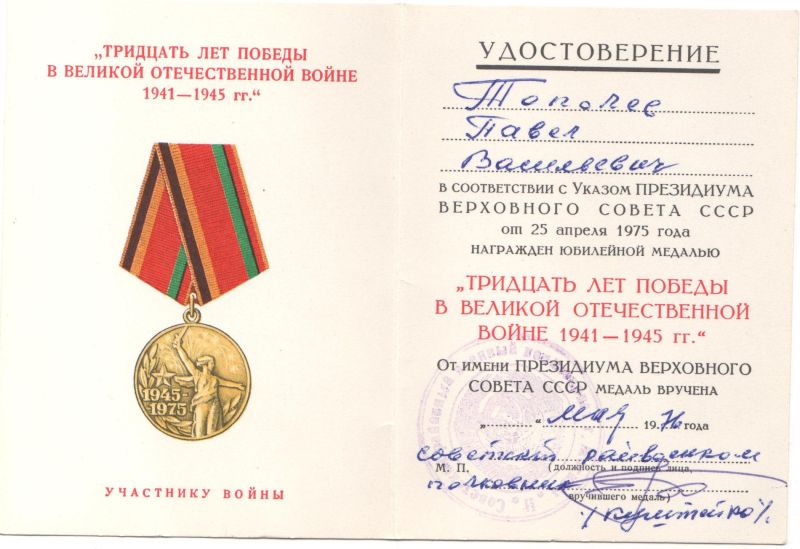 „ТРИДЦАТЬ ЛЕТ ПОБЕДЫ
В ВЕЛИКОЙ ОТЕЧЕСТВЕННОЙ ВОЙНЕ
1941—1945 гг.“
1945-
1975
УЧАСТНИКУ ВОЙНЫ
УДОСТОВЕРЕНИЕ
Павел
Васильевич
В СООТВЕТСТВИИ С УКАЗОМ ПРЕЗИДИУМА
ВЕРХОВНОГО СОВЕТА СССР
от 25 апреля 1975 года
НАГРАЖДЕН ЮБИЛЕЙНОЙ МЕДАЛЬЮ
„ТРИДЦАТЬ ЛЕТ ПОБЕДЫ
В ВЕЛИКОЙ ОТЕЧЕСТВЕННОЙ
ВОЙНЕ 1941—1945 гг.“
От имени ПРЕЗИДИУМА ВЕРХОВНОГО
СОВЕТА СССР МЕДАЛЬ ВРУЧЕНА
„ “ мая 1976 года
Советский райвоенком
М. П. (должность и подпись лица,
полковник
вручившего медаль)